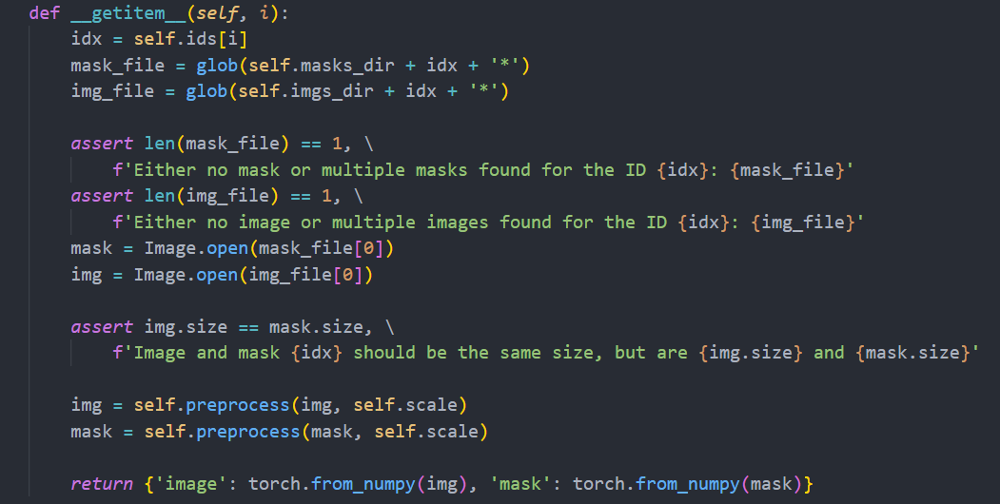 def __getitem__(self, i):
    idx = self.ids[i]
    mask_file = glob(self.masks_dir + idx + '*')
    img_file = glob(self.imgs_dir + idx + '*')

    assert len(mask_file) == 1, \
        f'Either no mask or multiple masks found for the ID {idx}: {mask_file}'
    assert len(img_file) == 1, \
        f'Either no image or multiple images found for the ID {idx}: {img_file}'
    mask = Image.open(mask_file[0])
    img = Image.open(img_file[0])

    assert img.size == mask.size, \
        f'Image and mask {idx} should be the same size, but are {img.size} and {mask.size}'

    img = self.preprocess(img, self.scale)
    mask = self.preprocess(mask, self.scale)

    return {'image': torch.from_numpy(img), 'mask': torch.from_numpy(mask)}